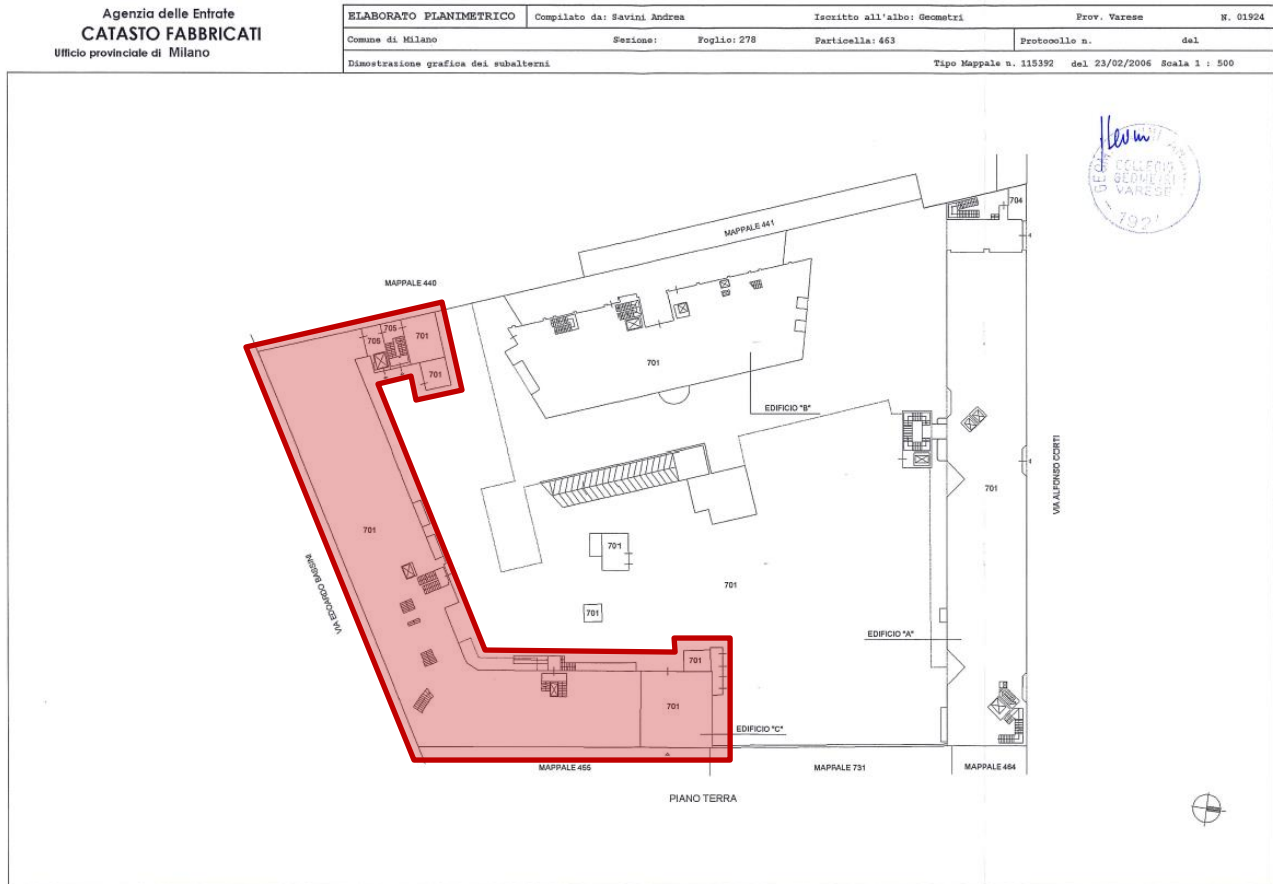 Agenzia delle Entrate
CATASTO FABBRICATI
Ufficio provinciale di Milano
ELABORATO PLANIMETRICO
Compilato da: Savini Andrea
Iscritto all'albo: Geometri
Prov. Varese
N. 01924
Comune di Milano
Sezione:
Foglio: 278
Particella: 463
Protocollo n.
del
Dimostrazione grafica dei subalterni
Tipo Mappale n. 115392 del 23/02/2006 Scala 1 : 500
COLLEGIO
GEOMETRI
VARESE
704
MAPPALE 441
MAPPALE 440
705
701
705
701
701
EDIFICIO "B"
VIA ALFONSO CORTI
701
701
701
VIA EDOARDO BASSINI
701
701
EDIFICIO "A"
701
701
EDIFICIO "C"
MAPPALE 455
MAPPALE 731
MAPPALE 464
PIANO TERRA